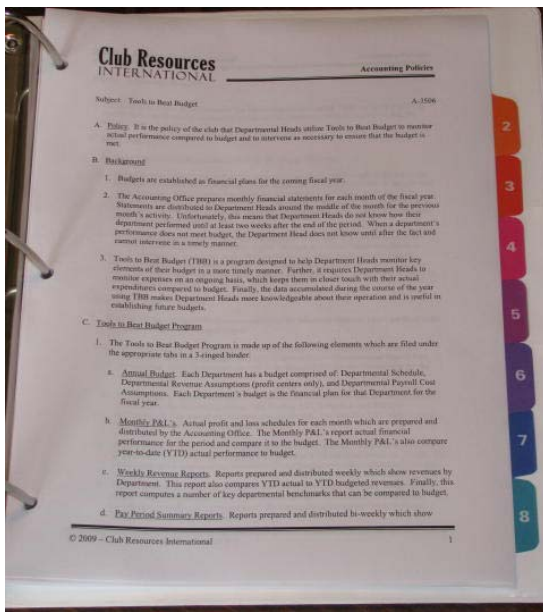 Club Resources
INTERNATIONAL
Accounting Policies
Subject: Tools to Beat Budget
A-1506
A. Policy. It is the policy of the club that Departmental Heads utilize Tools to Beat Budget to monitor
actual performance compared to budget and to intervene as necessary to ensure that the budget is
met.
B. Background
1. Budgets are established as financial plans for the coming fiscal year.
2. The Accounting Office prepares monthly financial statements for each month of the fiscal year.
Statements are distributed to Department Heads around the middle of the month for the previous
month's activity. Unfortunately, this means that Department Heads do not know how their
department performed until at least two weeks after the end of the period. When a department's
performance does not meet budget, the Department Head does not know until after the fact and
cannot intervene in a timely manner.
3. Tools to Beat Budget (TBB) is a program designed to help Department Heads monitor key
elements of their budget in a more timely manner. Further, it requires Department Heads to
monitor expenses on an ongoing basis, which keeps them in closer touch with their actual
expenditures compared to budget. Finally, the data accumulated during the course of the year
using TBB makes Department Heads more knowledgeable about their operation and is useful in
establishing future budgets.
C. Tools to Beat Budget Program
1. The Tools to Beat Budget Program is made up of the following elements which are filed under
the appropriate tabs in a 3-ringed binder:
a. Annual Budget. Each Department has a budget comprised of: Departmental Schedule,
Departmental Revenue Assumptions (profit centers only), and Departmental Payroll Cost
Assumptions. Each Department's budget is the financial plan for that Department for the
fiscal year.
b. Monthly P&L's. Actual profit and loss schedules for each month which are prepared and
distributed by the Accounting Office. The Monthly P&L's report actual financial
performance for the period and compare it to the budget. The Monthly P&L's also compare
year-to-date (YTD) actual performance to budget.
c. Weekly Revenue Reports. Reports prepared and distributed weekly which show revenues by
Department. This report also compares YTD actual to YTD budgeted revenues. Finally, this
report computes a number of key departmental benchmarks that can be compared to budget.
d. Pay Period Summary Reports. Reports prepared and distributed bi-weekly which show
© 2009 – Club Resources International
1
2
3
4
5
6
7
8